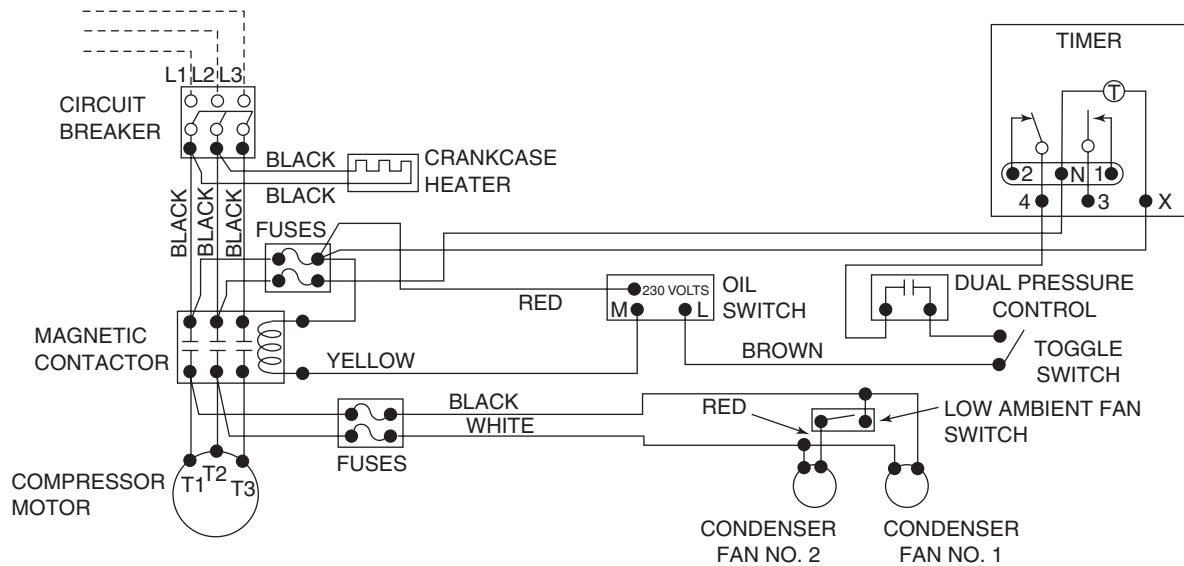 TIMER
T
2
N
1
4
3
X
L1 L2 L3
CIRCUIT
BREAKER
BLACK
BLACK
CRANKCASE
HEATER
BLACK
BLACK
BLACK
FUSES
RED
230 VOLTS
M
L
OIL
SWITCH
DUAL PRESSURE
CONTROL
MAGNETIC
CONTACTOR
YELLOW
BROWN
TOGGLE
SWITCH
BLACK
WHITE
FUSES
RED
LOW AMBIENT FAN
SWITCH
COMPRESSOR
MOTOR
T1
T2
T3
CONDENSER
FAN NO. 2
CONDENSER
FAN NO. 1